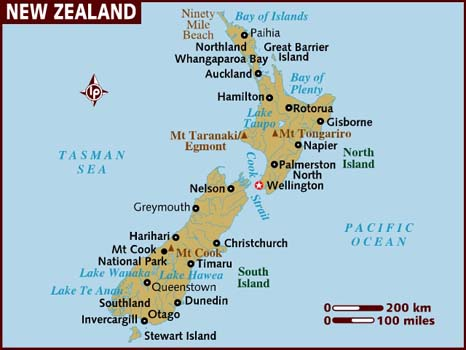 NEW ZEALAND
Ninety
Mile
Beach
Bay of Islands
Paihia
Northland
Great Barrier
Island
Whangaparoa Bay
Auckland
Bay of
Plenty
Hamilton
Rotorua
Lake
Taupo
Gisborne
Mt Taranaki/
Egmont
Mt Tongariro
Napier
TASMAN
SEA
North
Island
Palmerston
North
Cook
Strait
Nelson
Wellington
Greymouth
PACIFIC
OCEAN
Harihari
Christchurch
Mt Cook
National Park
Mt Cook
Timaru
Lake Wanaka
Lake Hawea
South
Island
Lake Te Anau
Queenstown
Southland
Dunedin
Otago
Invercargill
Stewart Island
0
200 km
0
100 miles
lp